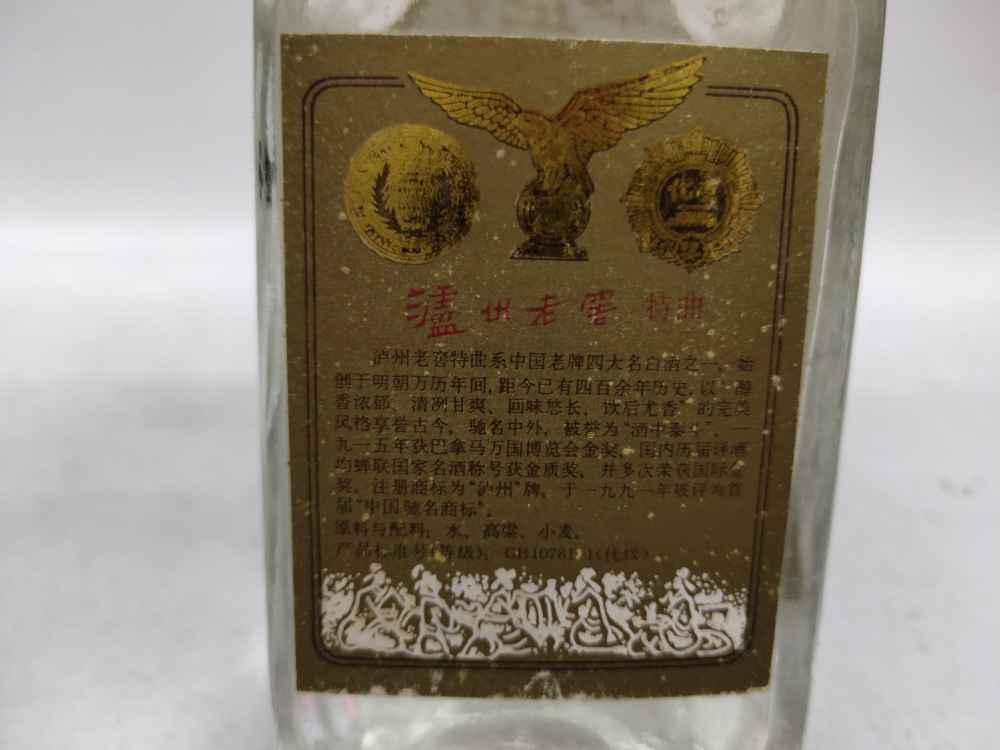 泸州老窖 特曲
泸州老窖特曲系中国老牌四大名白酒之一，始
创于明朝万历年间，距今已有四百余年历史，以“醇
香浓郁、清冽甘爽、回味悠长、饮后尤香”的完美
风格享誉古今，驰名中外，被誉为“酒中泰斗”。一
九一五年获巴拿马万国博览会金奖，国内历届评酒
均蝉联国家名酒称号获金质奖，并多次荣获国际金
奖。注册商标为“泸州”牌，于一九九一年被评为首
届“中国驰名商标”。
原料与配料：水、高粱、小麦。
产品标准号(等级)：